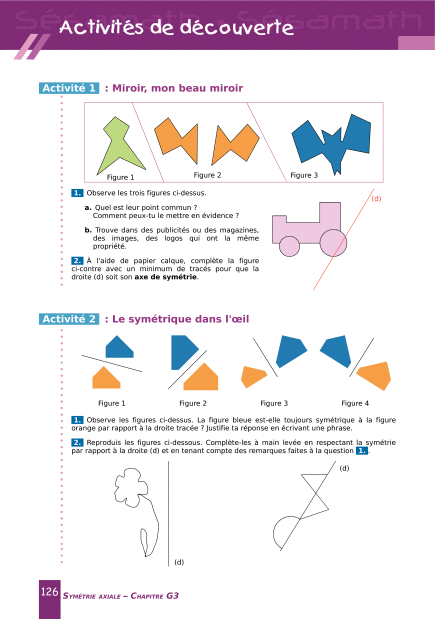 Sésamath Sésamath
Activités de découverte
Activité 1 : Miroir, mon beau miroir
Figure 1
Figure 2
Figure 3
1. Observe les trois figures ci-dessus.
a. Quel est leur point commun ?
Comment peux-tu le mettre en évidence ?
b. Trouve dans des publicités ou des magazines,
des images, des logos qui ont la même
propriété.
(d)
2. À l'aide de papier calque, complète la figure
ci-contre avec un minimum de tracés pour que la
droite (d) soit son axe de symétrie.
Activité 2 : Le symétrique dans l'œil
Figure 1
Figure 2
Figure 3
Figure 4
1. Observe les figures ci-dessus. La figure bleue est-elle toujours symétrique à la figure
orange par rapport à la droite tracée ? Justifie ta réponse en écrivant une phrase.
2. Reproduis les figures ci-dessous. Complète-les à main levée en respectant la symétrie
par rapport à la droite (d) et en tenant compte des remarques faites à la question 1.
(d)
(d)
126 SYMÉTRIE AXIALE – CHAPITRE G3